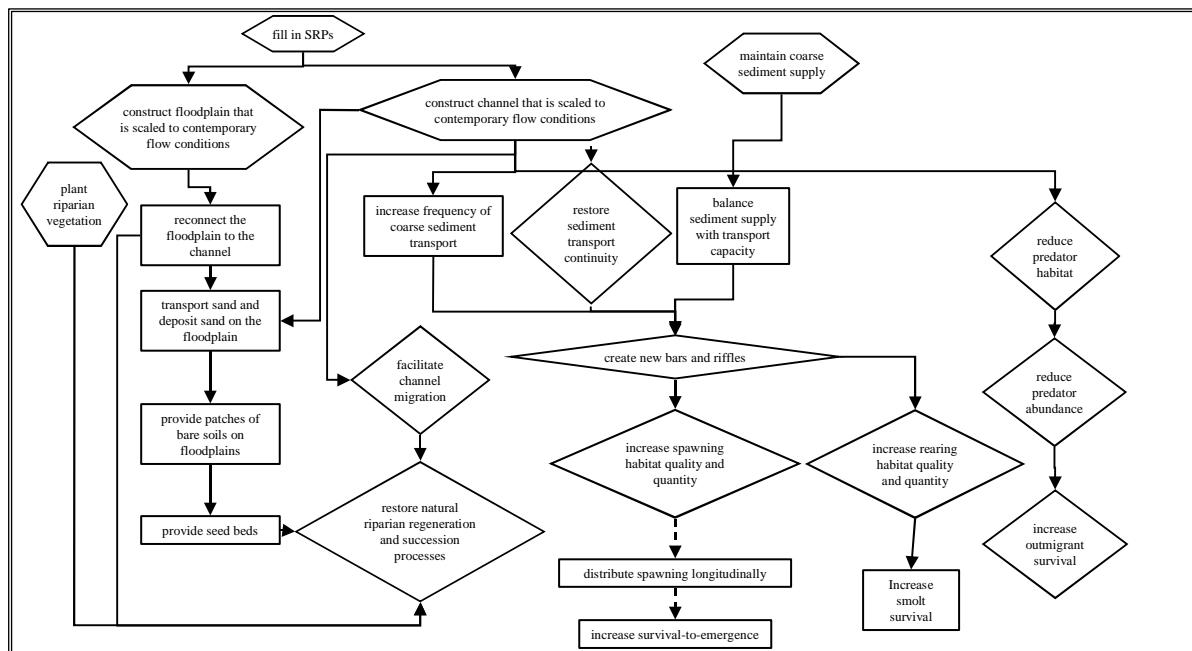 fill in SRPs
maintain coarse
sediment supply
construct floodplain that
is scaled to contemporary
flow conditions
construct channel that is scaled to
contemporary flow conditions
plant
riparian
vegetation
reconnect the
floodplain to the
channel
increase frequency of
coarse sediment
transport
restore
sediment
transport
continuity
balance
sediment supply
with transport
capacity
reduce
predator
habitat
transport sand and
deposit sand on the
floodplain
facilitate
channel
migration
create new bars and riffles
reduce
predator
abundance
provide patches of
bare soils on
floodplains
increase spawning
habitat quality and
quantity
increase rearing
habitat quality
and quantity
provide seed beds
restore natural
riparian regeneration
and succession
processes
increase
outmigrant
survival
distribute spawning longitudinally
Increase
smolt
survival
increase survival-to-emergence